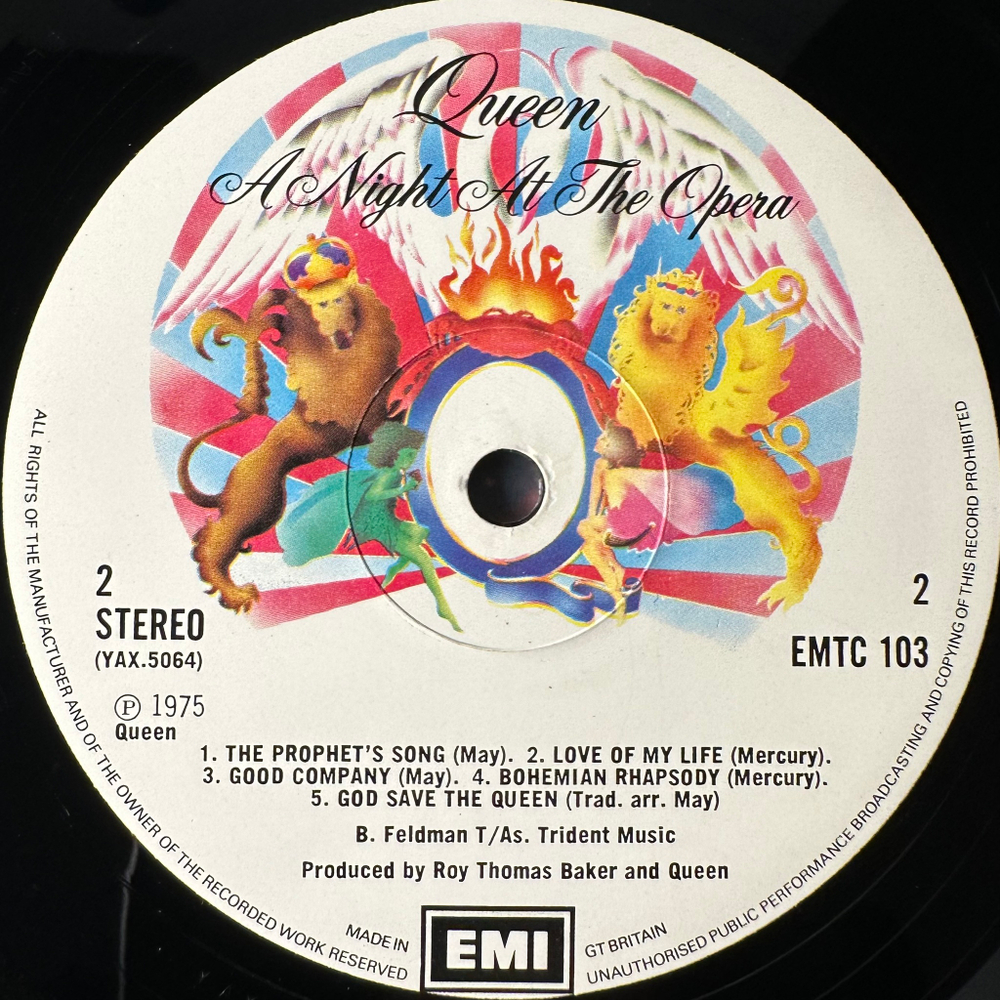 Queen
A Night At The Opera
2
STEREO
(YAX.5064)
Ⓟ 1975
Queen
2
EMTC 103
1. THE PROPHET'S SONG (May). 2. LOVE OF MY LIFE (Mercury).
3. GOOD COMPANY (May). 4. BOHEMIAN RHAPSODY (Mercury).
5. GOD SAVE THE QUEEN (Trad. arr. May)
B. Feldman T/As. Trident Music
Produced by Roy Thomas Baker and Queen
MADE IN
EMI
GT BRITAIN
ALL RIGHTS OF THE MANUFACTURER AND OF THE OWNER OF THE RECORDED WORK RESERVED
UNAUTHORISED PUBLIC PERFORMANCE BROADCASTING AND COPYING OF THIS RECORD PROHIBITED